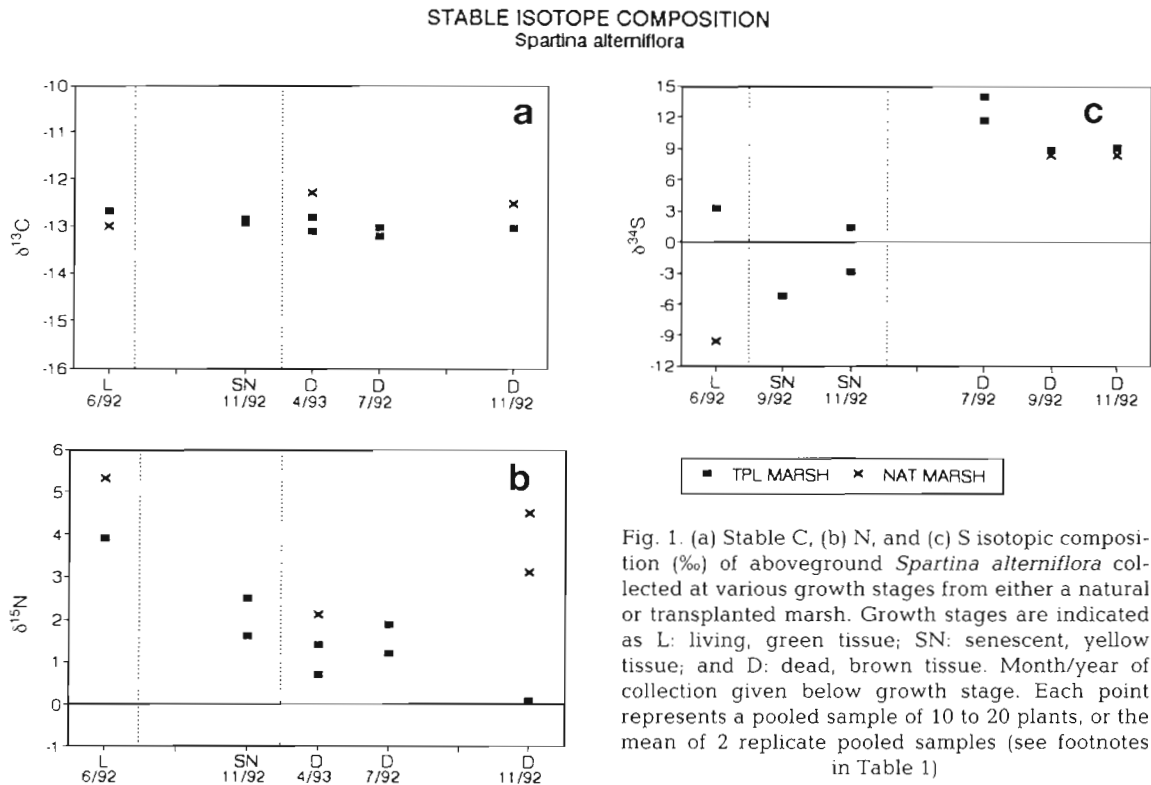 STABLE ISOTOPE COMPOSITION
Spartina alterniflora
a
δ13C
-10
-11
-12
-13
-14
-15
-16
L SN D D D
6/92 11/92 4/93 7/92 11/92
b
δ15N
6
5
4
3
2
1
0
-1
L SN D D D
6/92 11/92 4/93 7/92 11/92
c
δ34S
15
12
9
6
3
0
-3
-6
-9
-12
L SN SN D D D
6/92 9/92 11/92 7/92 9/92 11/92
TPL MARSH NAT MARSH
Fig. 1. (a) Stable C, (b) N, and (c) S isotopic composi-
tion (‰) of aboveground Spartina alterniflora col-
lected at various growth stages from either a natural
or transplanted marsh. Growth stages are indicated
as L: living, green tissue; SN: senescent, yellow
tissue; and D: dead, brown tissue. Month/year of
collection given below growth stage. Each point
represents a pooled sample of 10 to 20 plants, or the
mean of 2 replicate pooled samples (see footnotes
in Table 1)